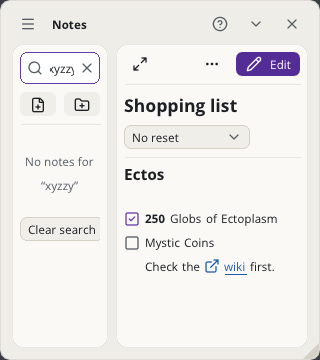 Notes
xyzzy
Edit
No notes for
“xyzzy”
Clear search
Shopping list
No reset
Ectos
250 Globs of Ectoplasm
Mystic Coins
Check the wiki first.